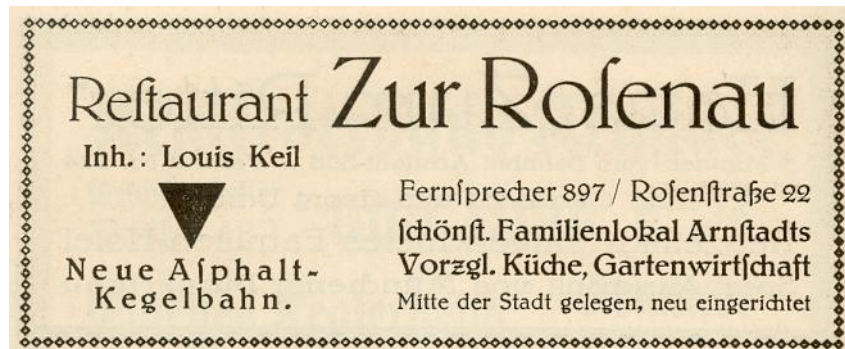 Reſtaurant Zur Roſenau
Inh.: Louis Keil
Neue Aſphalt-
Kegelbahn.
Fernſprecher 897 / Roſenſtraße 22
ſchönſt. Familienlokal Arnſtadts
Vorzgl. Küche, Gartenwirtſchaft
Mitte der Stadt gelegen, neu eingerichtet